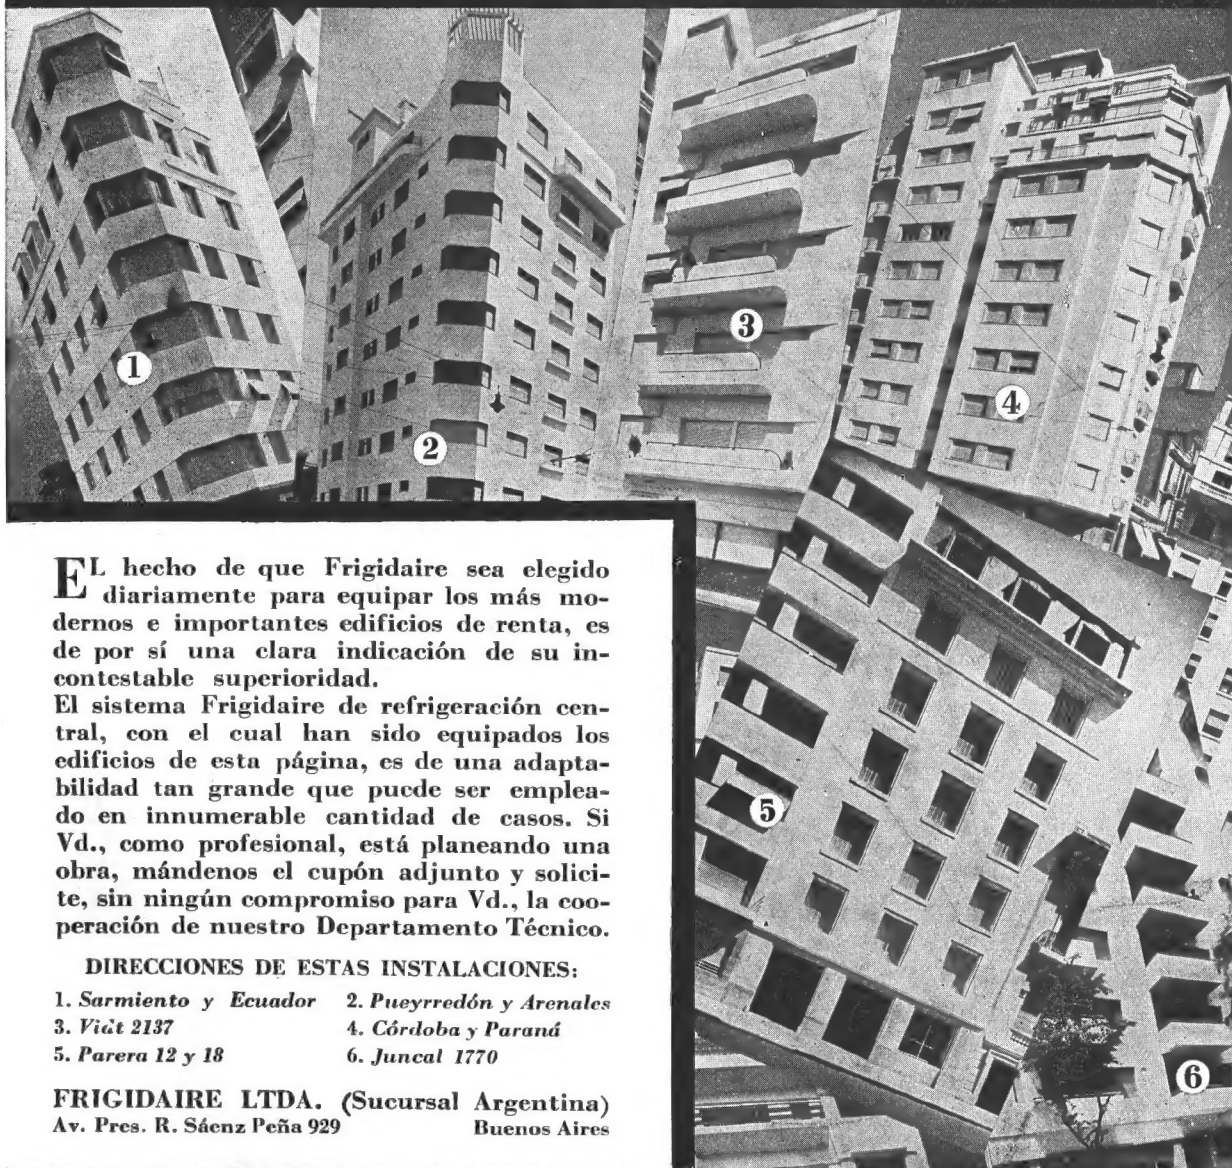 1
2
3
4
5
6
EL hecho de que Frigidaire sea elegido
diariamente para equipar los más mo-
dernos e importantes edificios de renta, es
de por sí una clara indicación de su in-
contestable superioridad.
El sistema Frigidaire de refrigeración cen-
tral, con el cual han sido equipados los
edificios de esta página, es de una adapta-
bilidad tan grande que puede ser emplea-
do en innumerable cantidad de casos. Si
Vd., como profesional, está planeando una
obra, mándenos el cupón adjunto y solici-
te, sin ningún compromiso para Vd., la coo-
peración de nuestro Departamento Técnico.
DIRECCIONES DE ESTAS INSTALACIONES:
1. Sarmiento y Ecuador 2. Pueyrredón y Arenales
3. Vidt 2137 4. Córdoba y Paraná
5. Parera 12 y 18 6. Juncal 1770
FRIGIDAIRE LTDA. (Sucursal Argentina)
Av. Pres. R. Sáenz Peña 929 Buenos Aires